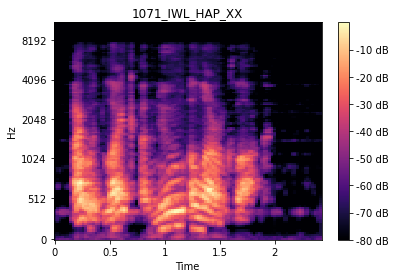 1071_IWL_HAP_XX
8192
4096
2048
1024
512
0
Hz
0
0.5
1
1.5
2
Time
-10 dB
-20 dB
-30 dB
-40 dB
-50 dB
-60 dB
-70 dB
-80 dB